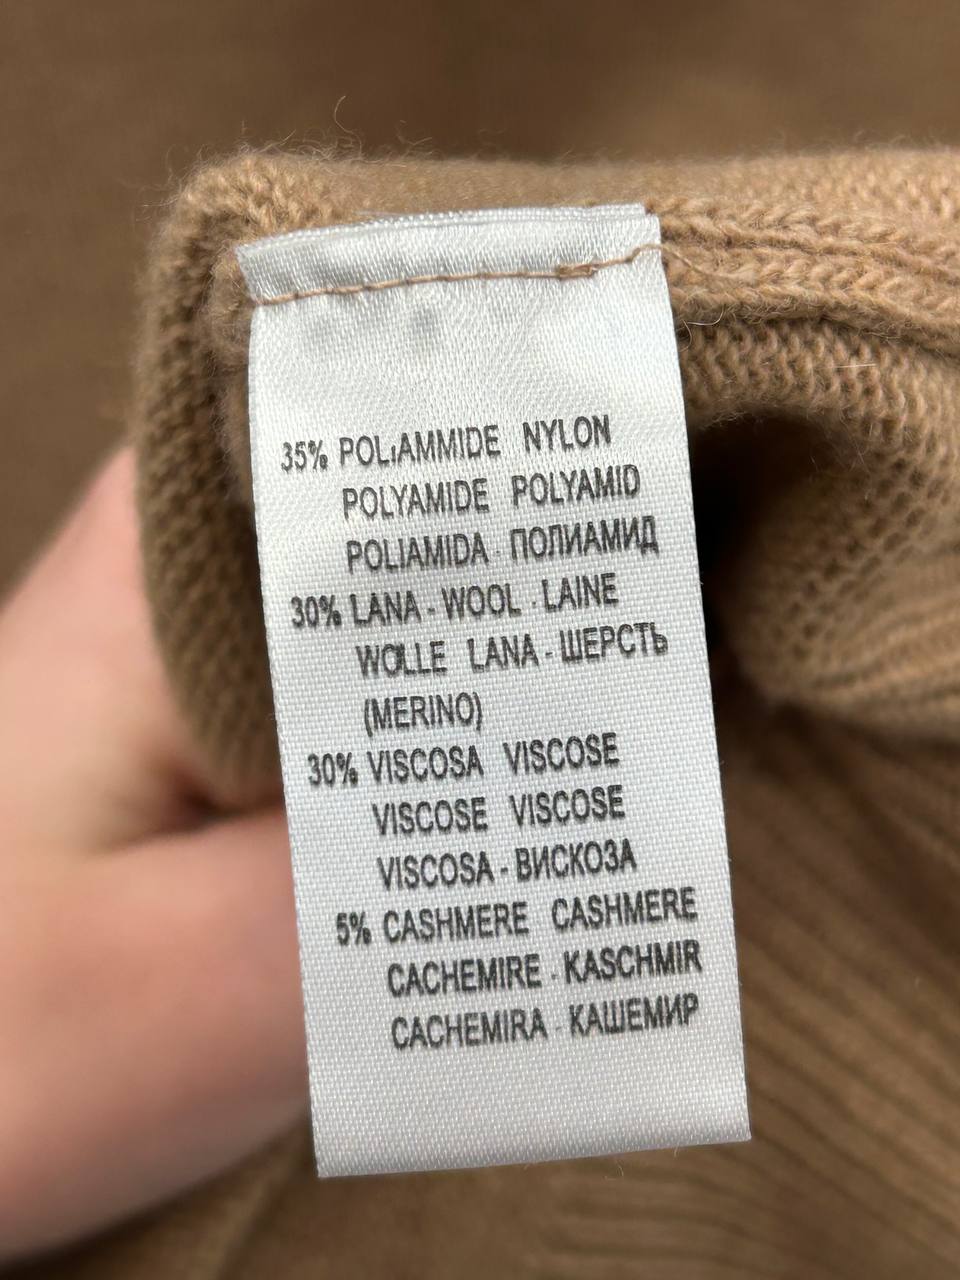 35% POLIAMMIDE NYLON
POLYAMIDE POLYAMID
POLIAMIDA - ПОЛИАМИД
30% LANA - WOOL - LAINE
WOLLE LANA - ШЕРСТЬ
(MERINO)
30% VISCOSA VISCOSE
VISCOSE VISCOSE
VISCOSA - ВИСКОЗА
5% CASHMERE CASHMERE
CACHEMIRE - KASCHMIR
CACHEMIRA - КАШЕМИР